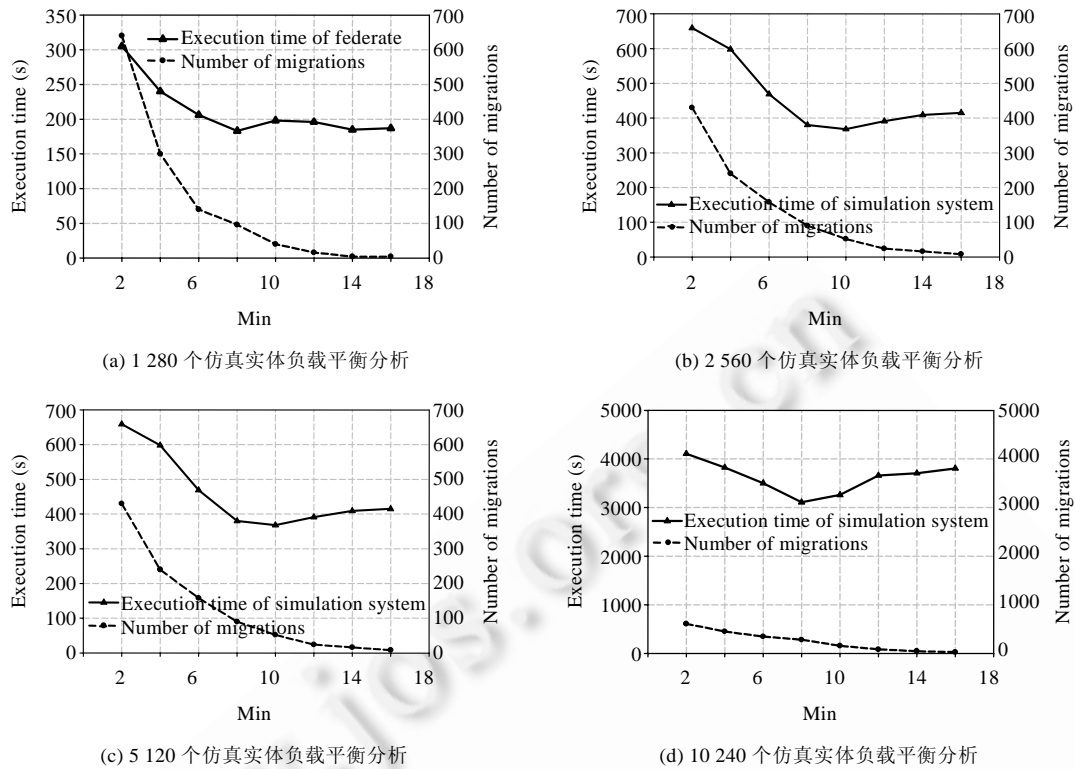 350
300
250
200
150
100
50
0
Execution time (s)
700
600
500
400
300
200
100
0
Number of migrations
Execution time of federate
Number of migrations
2 6 10 14 18
Min
(a) 1 280 个仿真实体负载平衡分析
700
600
500
400
300
200
100
0
Execution time (s)
700
600
500
400
300
200
100
0
Number of migrations
Execution time of simulation system
Number of migrations
2 6 10 14 18
Min
(b) 2 560 个仿真实体负载平衡分析
700
600
500
400
300
200
100
0
Execution time (s)
700
600
500
400
300
200
100
0
Number of migrations
Execution time of simulation system
Number of migrations
2 6 10 14 18
Min
(c) 5 120 个仿真实体负载平衡分析
5000
4000
3000
2000
1000
0
Execution time (s)
5000
4000
3000
2000
1000
0
Number of migrations
Execution time of simulation system
Number of migrations
2 6 10 14 18
Min
(d) 10 240 个仿真实体负载平衡分析